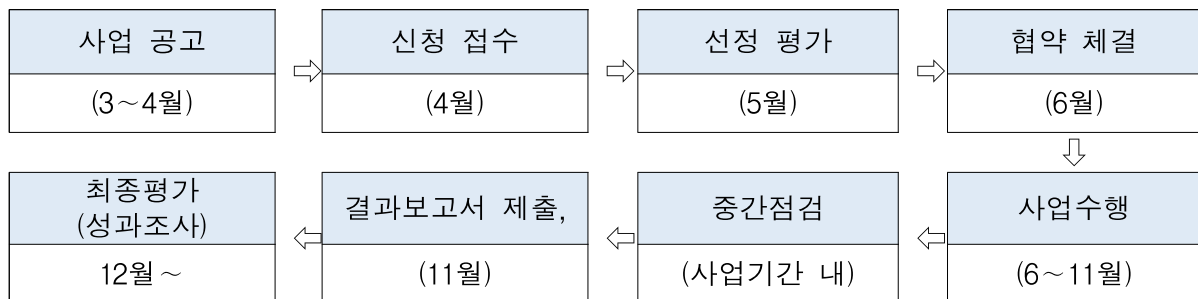 사업 공고
(3～4월)
신청 접수
(4월)
선정 평가
(5월)
협약 체결
(6월)
사업수행
(6～11월)
중간점검
(사업기간 내)
결과보고서 제출,
(11월)
최종평가
(성과조사)
12월～